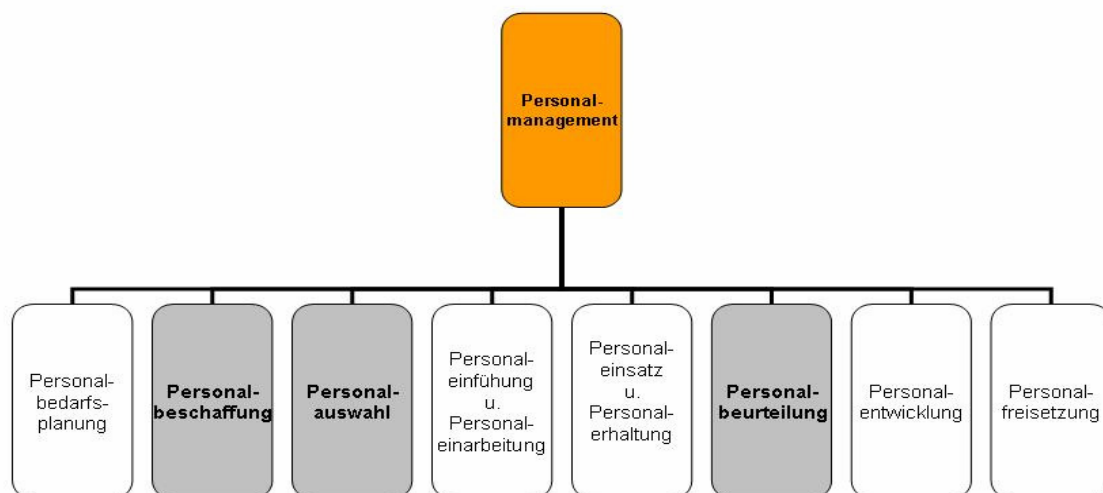 Personal-
management
Personal-
bedarfs-
planung
Personal-
beschaffung
Personal-
auswahl
Personal-
einfühung
u.
Personal-
einarbeitung
Personal-
einsatz
u.
Personal-
erhaltung
Personal-
beurteilung
Personal-
entwicklung
Personal-
freisetzung